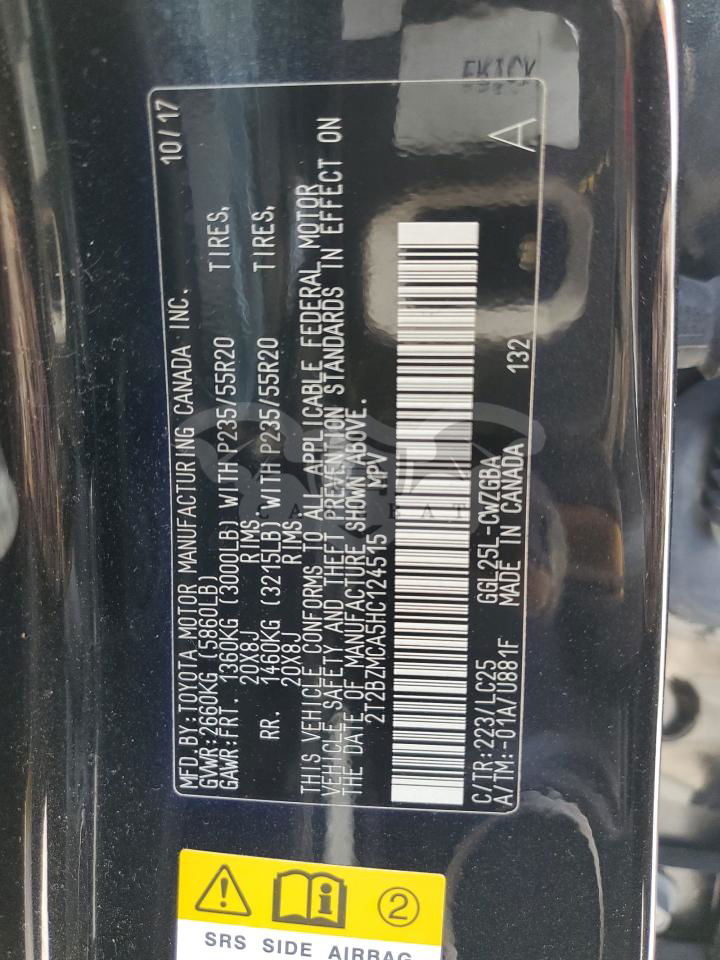 MFD.BY:TOYOTA MOTOR MANUFACTURING CANADA INC. 10/17
GVWR:2660KG (5860LB)
GAWR:FRT. 1360KG (3000LB) WITH P235/55R20 TIRES,
20X8J RIMS
RR. 1460KG (3215LB) WITH P235/55R20 TIRES,
20X8J RIMS
THIS VEHICLE CONFORMS TO ALL APPLICABLE FEDERAL MOTOR
VEHICLE SAFETY AND THEFT PREVENTION STANDARDS IN EFFECT ON
THE DATE OF MANUFACTURE SHOWN ABOVE.
2T2BZMCA5HC124515 MPV
C/TR:223/LC25 GGL25L-CWZGBA 132 A
A/TM:-01A/U881F MADE IN CANADA
2
SRS SIDE AIRBAG